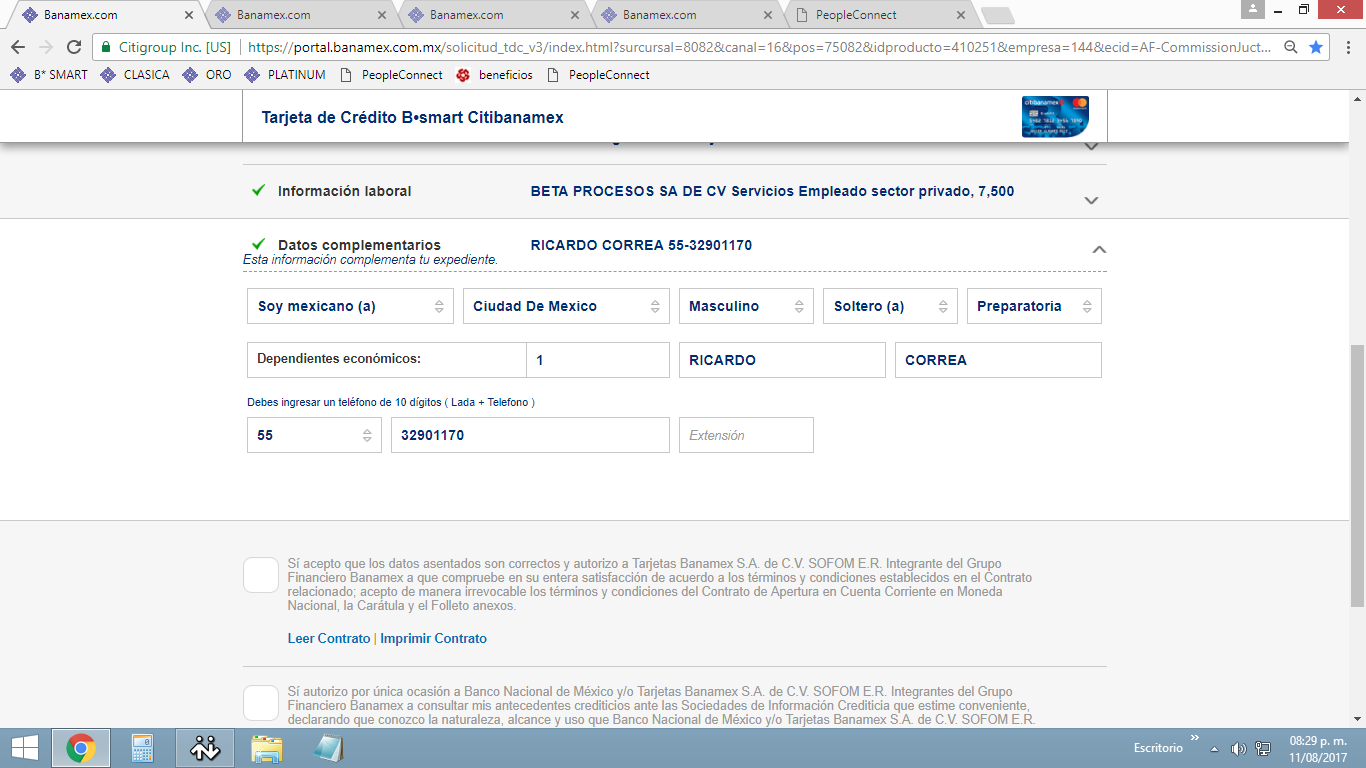 Banamex.com
Banamex.com
Banamex.com
Banamex.com
PeopleConnect
Citigroup Inc. [US]
https://portal.banamex.com.mx/solicitud_tdc_v3/index.html?surcursal=8082&canal=16&pos=75082&idproducto=410251&empresa=144&ecid=AF-CommissionJuct...
B* SMART
CLASICA
ORO
PLATINUM
PeopleConnect
beneficios
PeopleConnect
Tarjeta de Crédito B•smart Citibanamex
citibanamex
Información laboral
BETA PROCESOS SA DE CV Servicios Empleado sector privado, 7,500
Datos complementarios
RICARDO CORREA 55-32901170
Esta información complementa tu expediente.
Soy mexicano (a)
Ciudad De Mexico
Masculino
Soltero (a)
Preparatoria
Dependientes económicos:
1
RICARDO
CORREA
Debes ingresar un teléfono de 10 dígitos ( Lada + Telefono )
55
32901170
Extensión
Sí acepto que los datos asentados son correctos y autorizo a Tarjetas Banamex S.A. de C.V. SOFOM E.R. Integrante del Grupo
Financiero Banamex a que compruebe en su entera satisfacción de acuerdo a los términos y condiciones establecidos en el Contrato
relacionado; acepto de manera irrevocable los términos y condiciones del Contrato de Apertura en Cuenta Corriente en Moneda
Nacional, la Carátula y el Folleto anexos.
Leer Contrato | Imprimir Contrato
Sí autorizo por única ocasión a Banco Nacional de México y/o Tarjetas Banamex S.A. de C.V. SOFOM E.R. Integrantes del Grupo
Financiero Banamex a consultar mis antecedentes crediticios ante las Sociedades de Información Crediticia que estime conveniente,
declarando que conozco la naturaleza, alcance y uso que Banco Nacional de México y/o Tarjetas Banamex S.A. de C.V. SOFOM E.R.
Escritorio
08:29 p. m.
11/08/2017